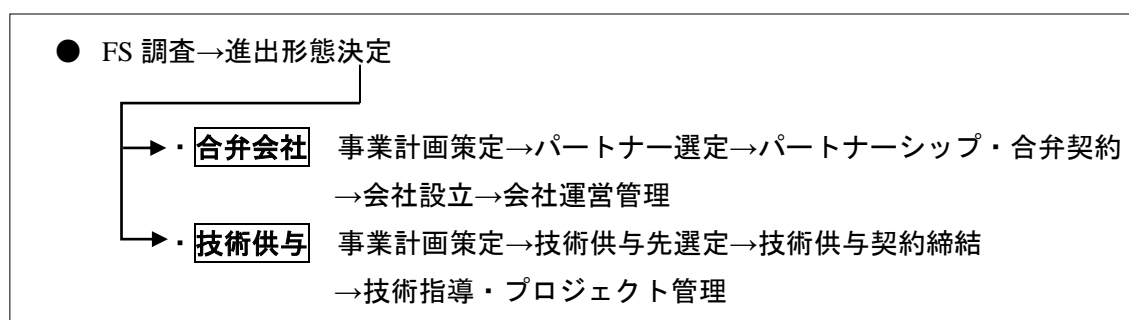 ● FS 調査→進出形態決定
・合弁会社 事業計画策定→パートナー選定→パートナーシップ・合弁契約
→会社設立→会社運営管理
・技術供与 事業計画策定→技術供与先選定→技術供与契約締結
→技術指導・プロジェクト管理